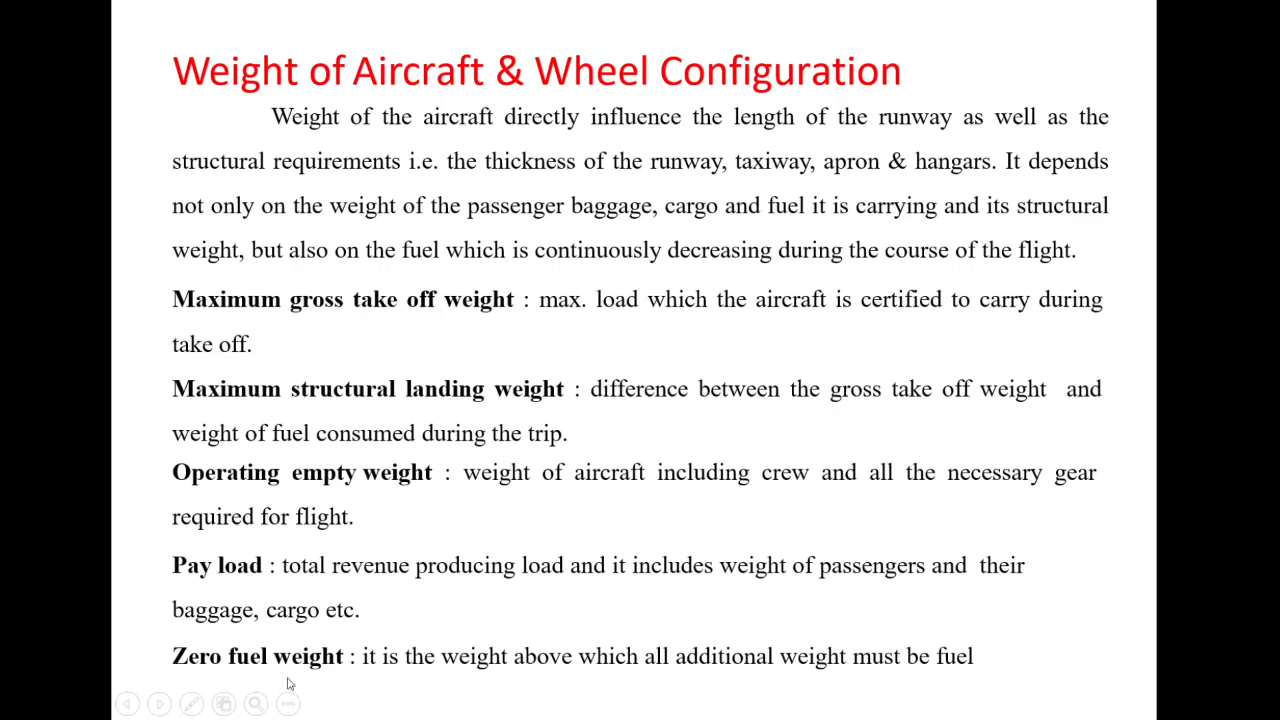 Weight of Aircraft & Wheel Configuration
Weight of the aircraft directly influence the length of the runway as well as the
structural requirements i.e. the thickness of the runway, taxiway, apron & hangars. It depends
not only on the weight of the passenger baggage, cargo and fuel it is carrying and its structural
weight, but also on the fuel which is continuously decreasing during the course of the flight.
Maximum gross take off weight : max. load which the aircraft is certified to carry during
take off.
Maximum structural landing weight : difference between the gross take off weight and
weight of fuel consumed during the trip.
Operating empty weight : weight of aircraft including crew and all the necessary gear
required for flight.
Pay load : total revenue producing load and it includes weight of passengers and their
baggage, cargo etc.
Zero fuel weight : it is the weight above which all additional weight must be fuel